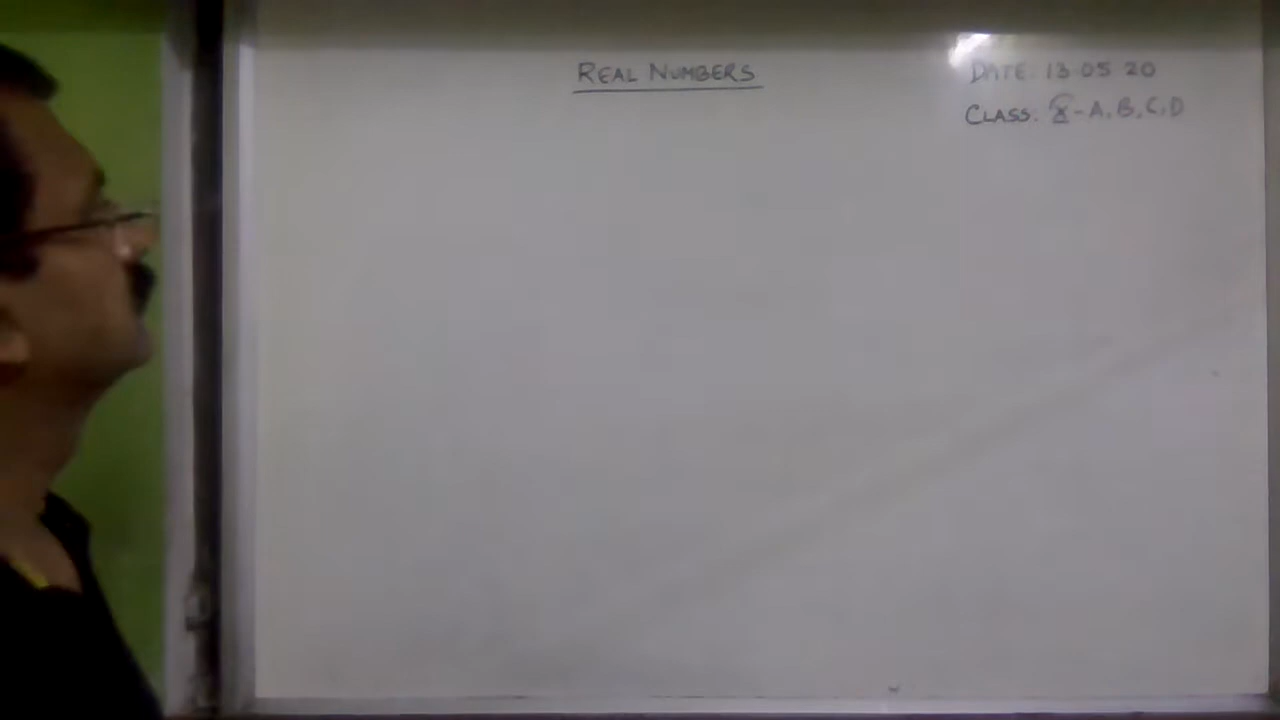 REAL NUMBERS
DATE: 13.05 20
CLASS: X - A, B, C, D